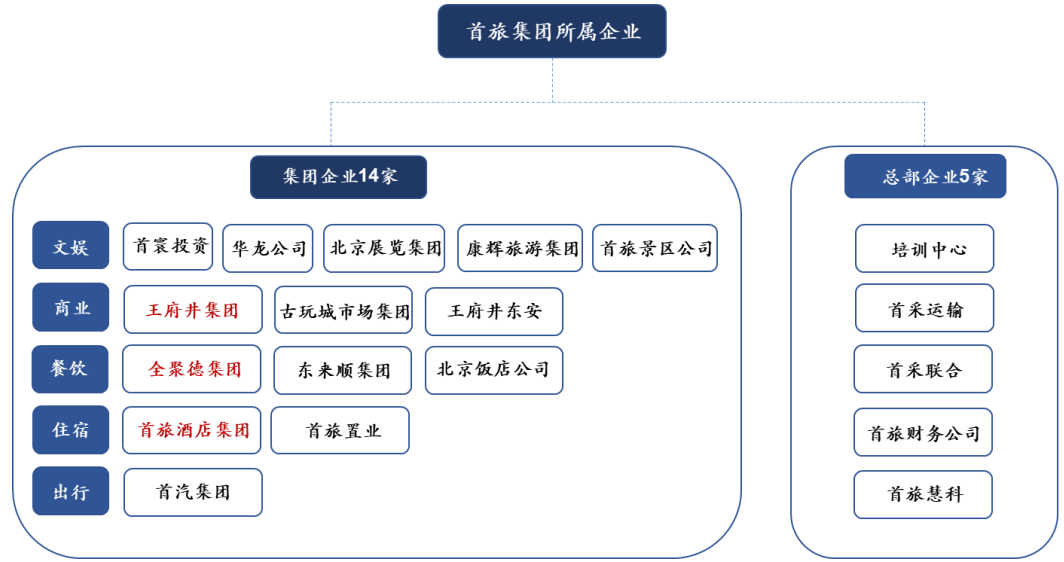 首旅集团所属企业
集团企业14家
文娱
首寰投资
华龙公司
北京展览集团
康辉旅游集团
首旅景区公司
商业
王府井集团
古玩城市场集团
王府井东安
餐饮
全聚德集团
东来顺集团
北京饭店公司
住宿
首旅酒店集团
首旅置业
出行
首汽集团
总部企业5家
培训中心
首采运输
首采联合
首旅财务公司
首旅慧科